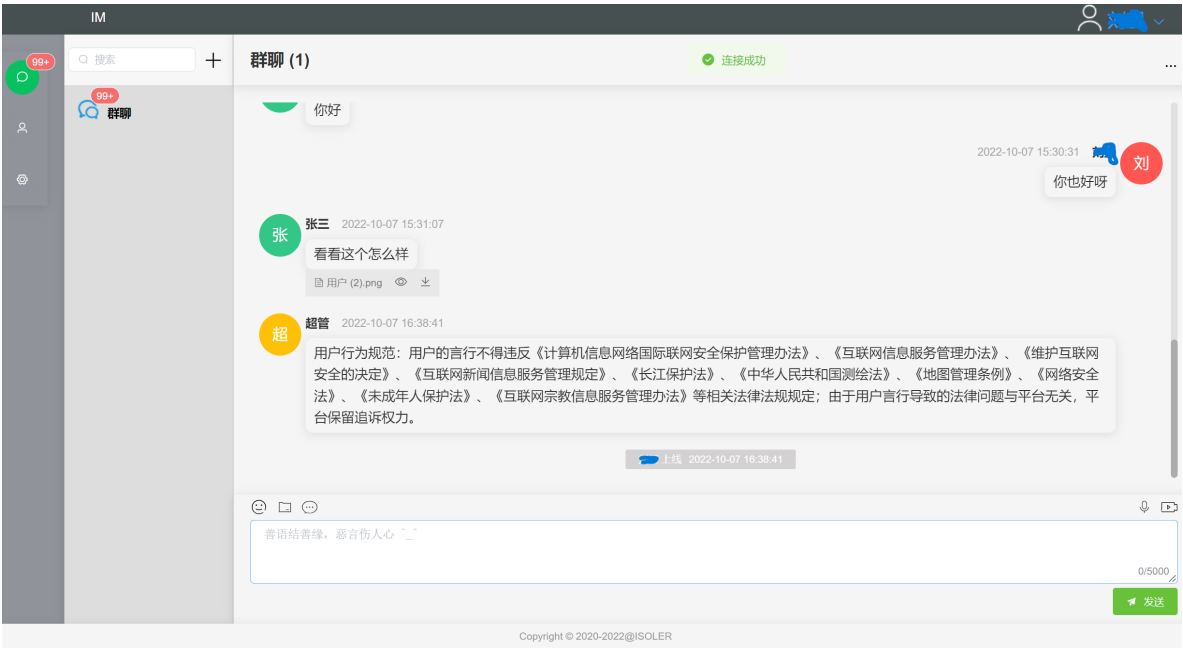 IM
99+
搜索
99+
群聊
群聊 (1)
连接成功
...
你好
2022-10-07 15:30:31
刘
你也好呀
张
张三 2022-10-07 15:31:07
看看这个怎么样
用户 (2).png
超
超管 2022-10-07 16:38:41
用户行为规范：用户的言行不得违反《计算机信息网络国际联网安全保护管理办法》、《互联网信息服务管理办法》、《维护互联网
安全的决定》、《互联网新闻信息服务管理规定》、《长江保护法》、《中华人民共和国测绘法》、《地图管理条例》、《网络安全
法》、《未成年人保护法》、《互联网宗教信息服务管理办法》等相关法律法规规定；由于用户言行导致的法律问题与平台无关，平
台保留追诉权力。
上线 2022-10-07 16:38:41
善语结善缘，恶言伤人心 ^_^
0/5000
发送
Copyright © 2020-2022@ISOLER